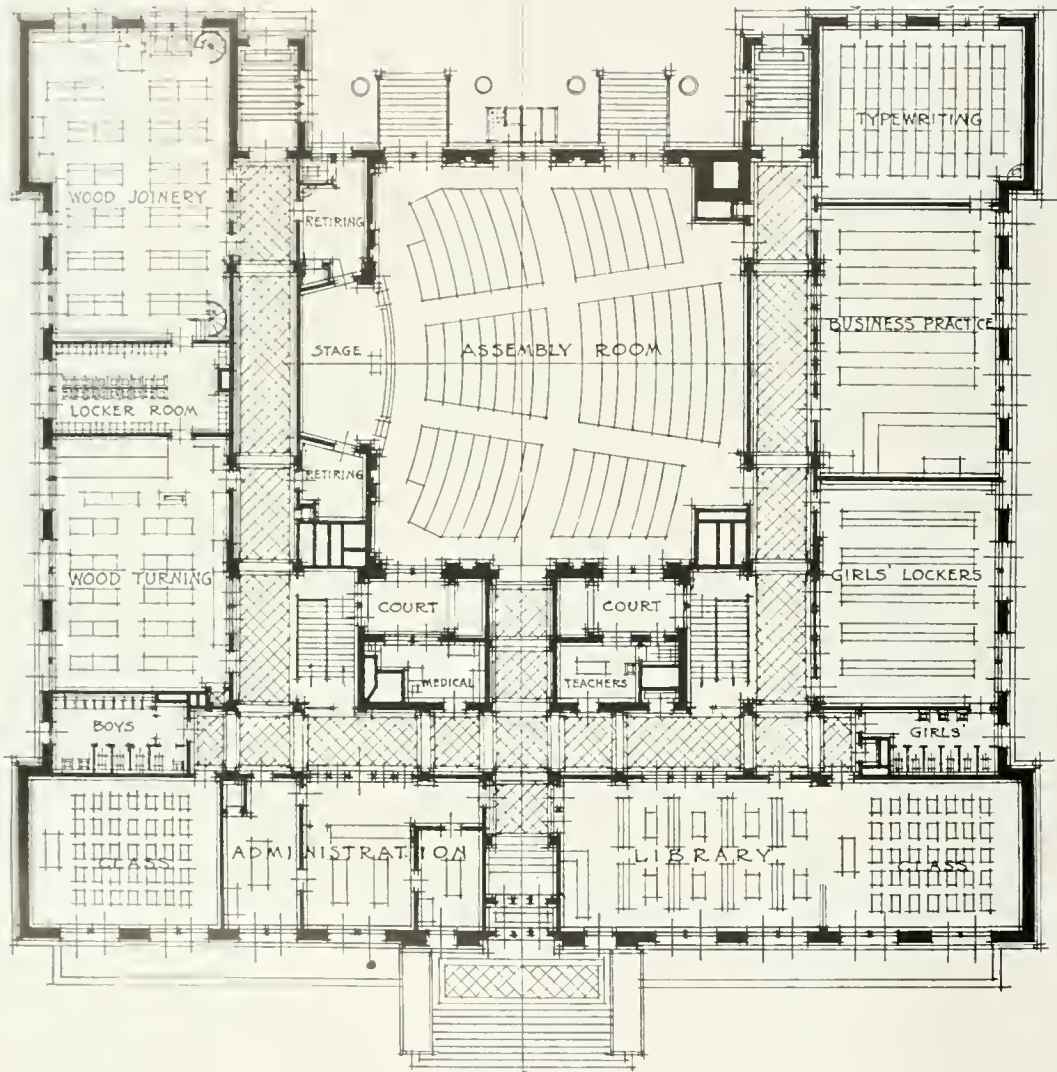 TYPEWRITING
WOOD JOINERY
RETIRING
BUSINESS PRACTICE
STAGE
ASSEMBLY ROOM
LOCKER ROOM
RETIRING
WOOD TURNING
GIRLS' LOCKERS
COURT
COURT
MEDICAL
TEACHERS
BOYS
GIRLS'
CLASS
ADMINISTRATION
LIBRARY
CLASS